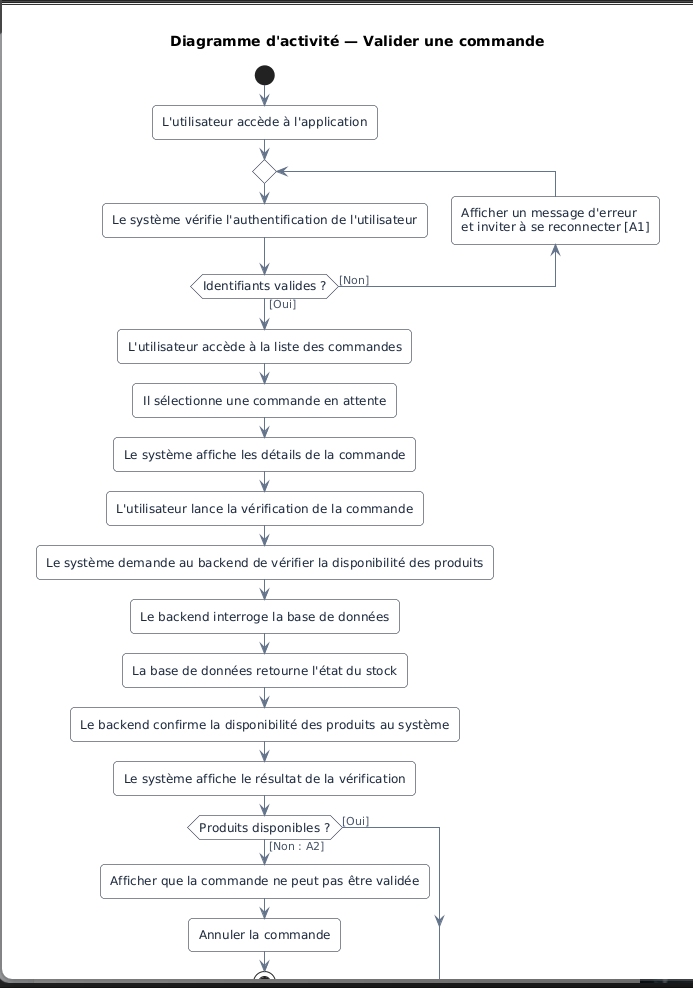 Diagramme d'activité — Valider une commande
L'utilisateur accède à l'application
Le système vérifie l'authentification de l'utilisateur
Afficher un message d'erreur
et inviter à se reconnecter [A1]
Identifiants valides ?
[Non]
[Oui]
L'utilisateur accède à la liste des commandes
Il sélectionne une commande en attente
Le système affiche les détails de la commande
L'utilisateur lance la vérification de la commande
Le système demande au backend de vérifier la disponibilité des produits
Le backend interroge la base de données
La base de données retourne l'état du stock
Le backend confirme la disponibilité des produits au système
Le système affiche le résultat de la vérification
Produits disponibles ?
[Oui]
[Non : A2]
Afficher que la commande ne peut pas être validée
Annuler la commande